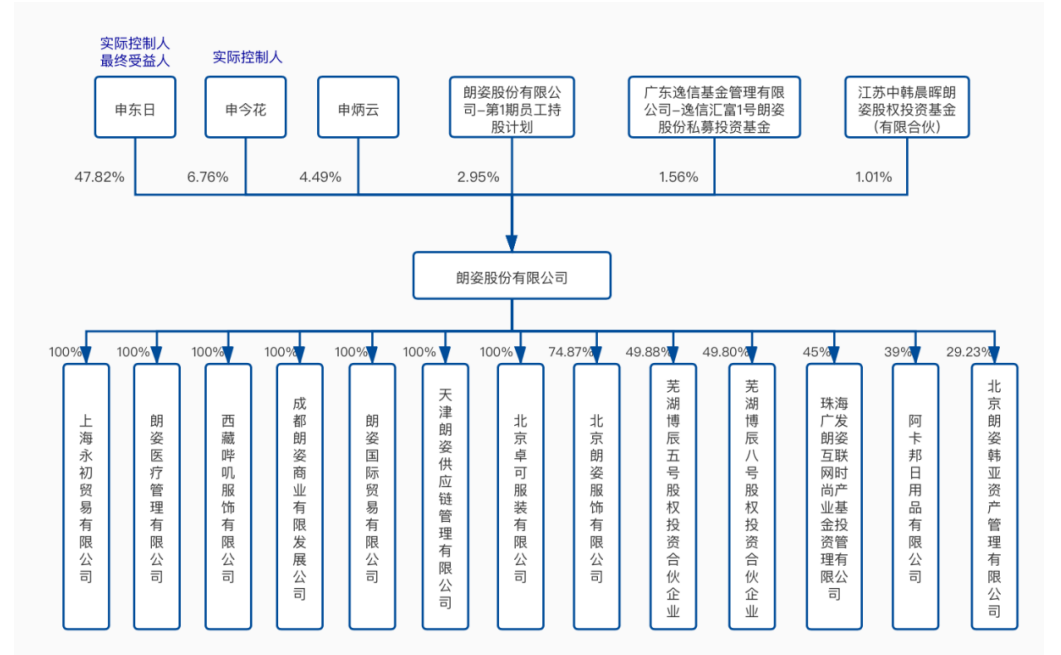 实际控制人
最终受益人
实际控制人
申东日
申今花
申炳云
朗姿股份有限公
司–第1期员工持
股计划
广东逸信基金管理有限
公司–逸信汇富1号朗姿
股份私募投资基金
江苏中韩晨晖朗
姿股权投资基金
（有限合伙）
47.82%
6.76%
4.49%
2.95%
1.56%
1.01%
朗姿股份有限公司
100%
100%
100%
100%
100%
100%
100%
74.87%
49.88%
49.80%
45%
39%
29.23%
上海永初贸易有限公司
朗姿医疗管理有限公司
西藏哔叽服饰有限公司
成都朗姿商业有限发展公司
朗姿国际贸易有限公司
天津朗姿供应链管理有限公司
北京卓可服装有限公司
北京朗姿服饰有限公司
芜湖博辰五号股权投资合伙企业
芜湖博辰八号股权投资合伙企业
珠海
广发
朗姿
互联
网时
尚产
业基
金投
资管
理有
限公
司
阿卡邦日用品有限公司
北京朗姿韩亚资产管理有限公司